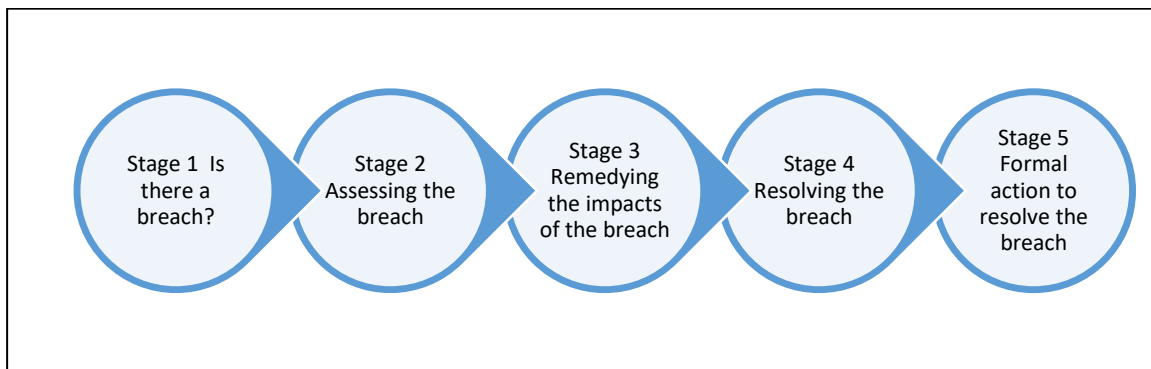 Stage 1  Is
there a
breach?
Stage 2
Assessing the
breach
Stage 3
Remedying
the impacts
of the breach
Stage 4
Resolving the
breach
Stage 5
Formal
action to
resolve the
breach